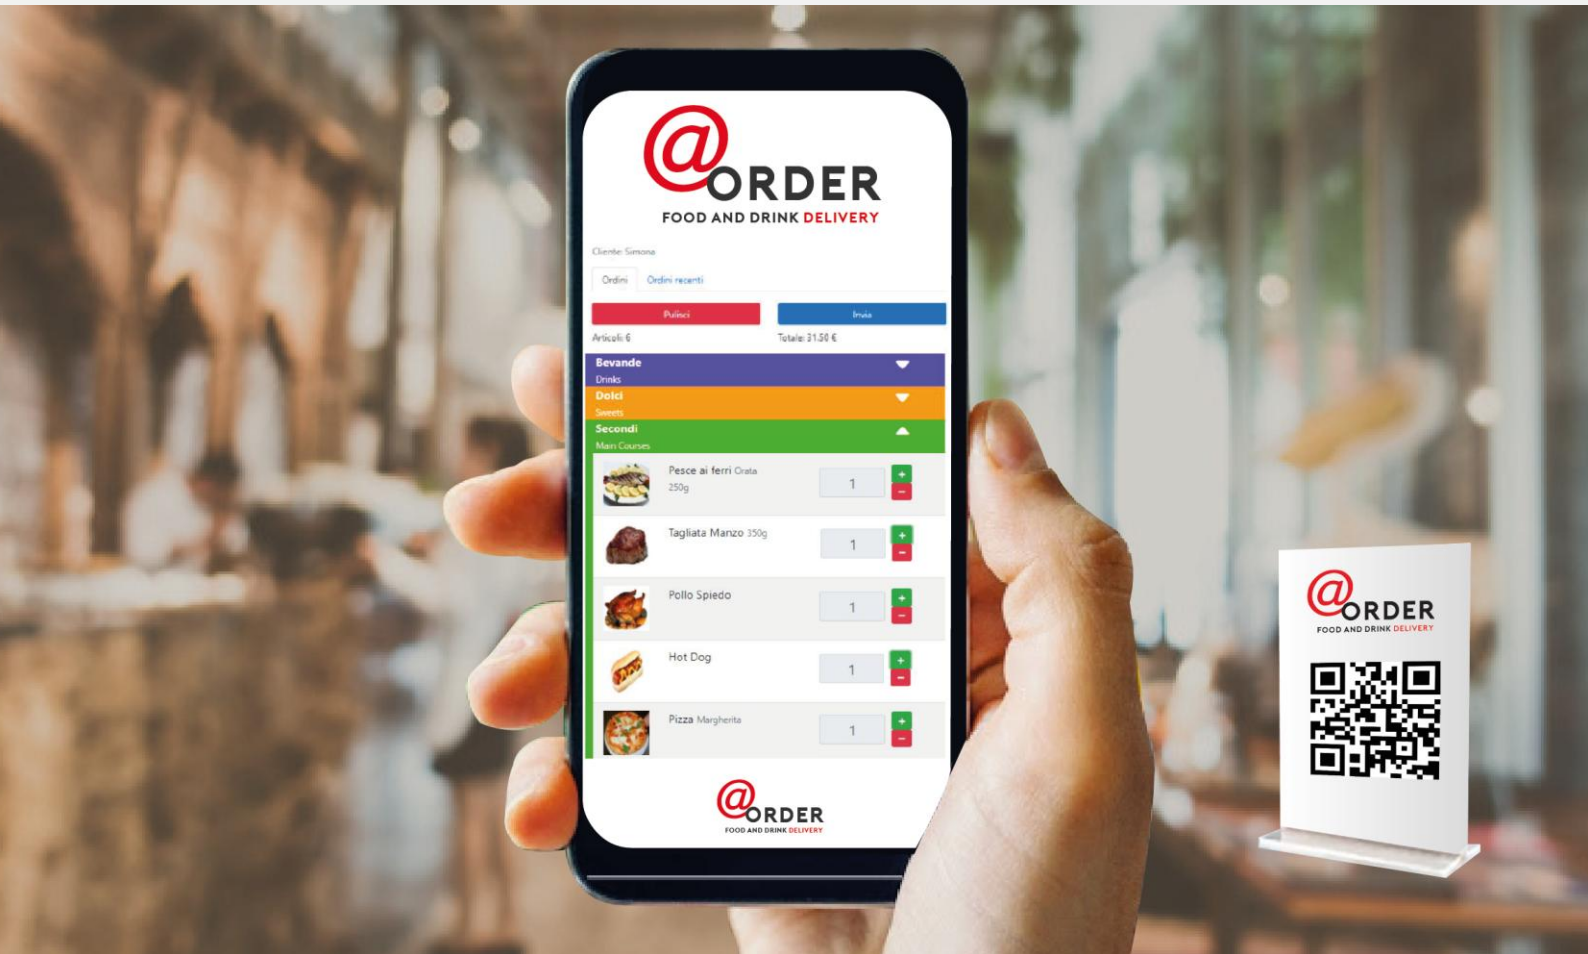 @ORDER
FOOD AND DRINK DELIVERY
Cliente: Simona
Ordini Ordini recenti
Pulisci Invia
Articoli: 6 Totale: 31.50 €
Bevande
Drinks
Dolci
Sweets
Secondi
Main Courses
Pesce ai ferri Orata
250g
1
+
-
Tagliata Manzo 350g
1
+
-
Pollo Spiedo
1
+
-
Hot Dog
1
+
-
Pizza Margherita
1
+
-
@ORDER
FOOD AND DRINK DELIVERY
@ORDER
FOOD AND DRINK DELIVERY